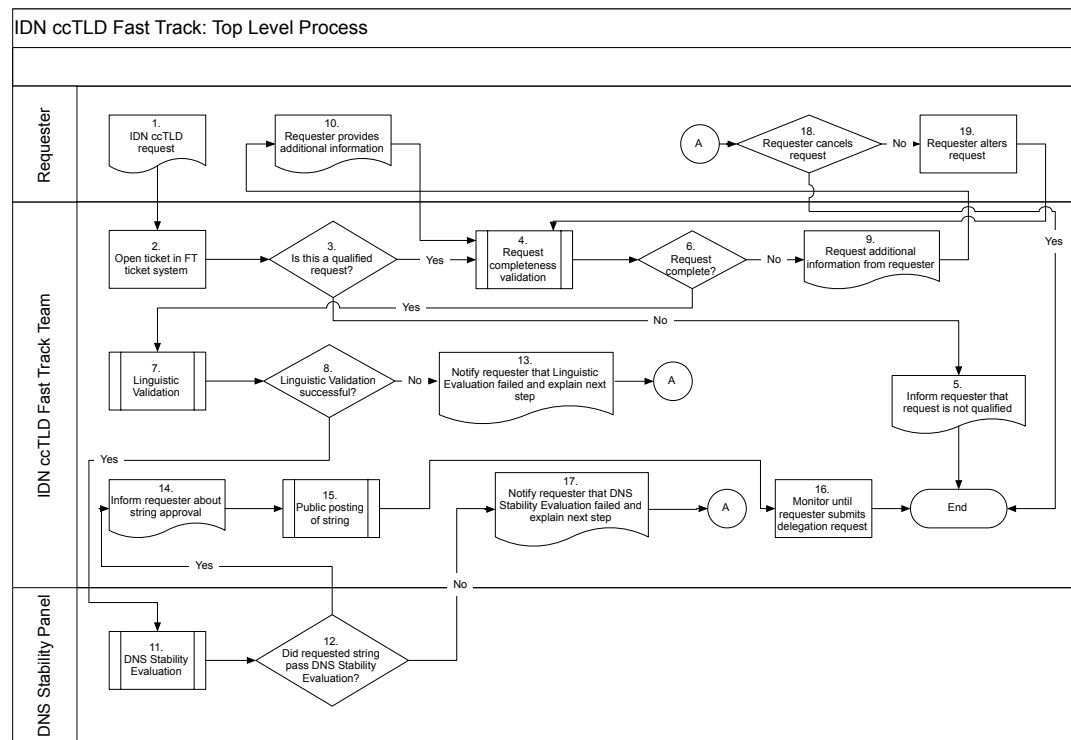 IDN ccTLD Fast Track: Top Level Process
Requester
1.
IDN ccTLD
request
10.
Requester provides
additional information
A
18.
Requester cancels
request
No
19.
Requester alters
request
IDN ccTLD Fast Track Team
2.
Open ticket in FT
ticket system
3.
Is this a qualified
request?
Yes
4.
Request
completeness
validation
6.
Request
complete?
No
9.
Request additional
information from requester
Yes
Yes
No
7.
Linguistic
Validation
8.
Linguistic Validation
successful?
No
13.
Notify requester that Linguistic
Evaluation failed and explain next
step
A
5.
Inform requester that
request is not qualified
Yes
14.
Inform requester about
string approval
15.
Public posting
of string
17.
Notify requester that DNS
Stability Evaluation failed and
explain next step
A
16.
Monitor until
requester submits
delegation request
End
Yes
No
DNS Stability Panel
11.
DNS Stability
Evaluation
12.
Did requested string
pass DNS Stability
Evaluation?